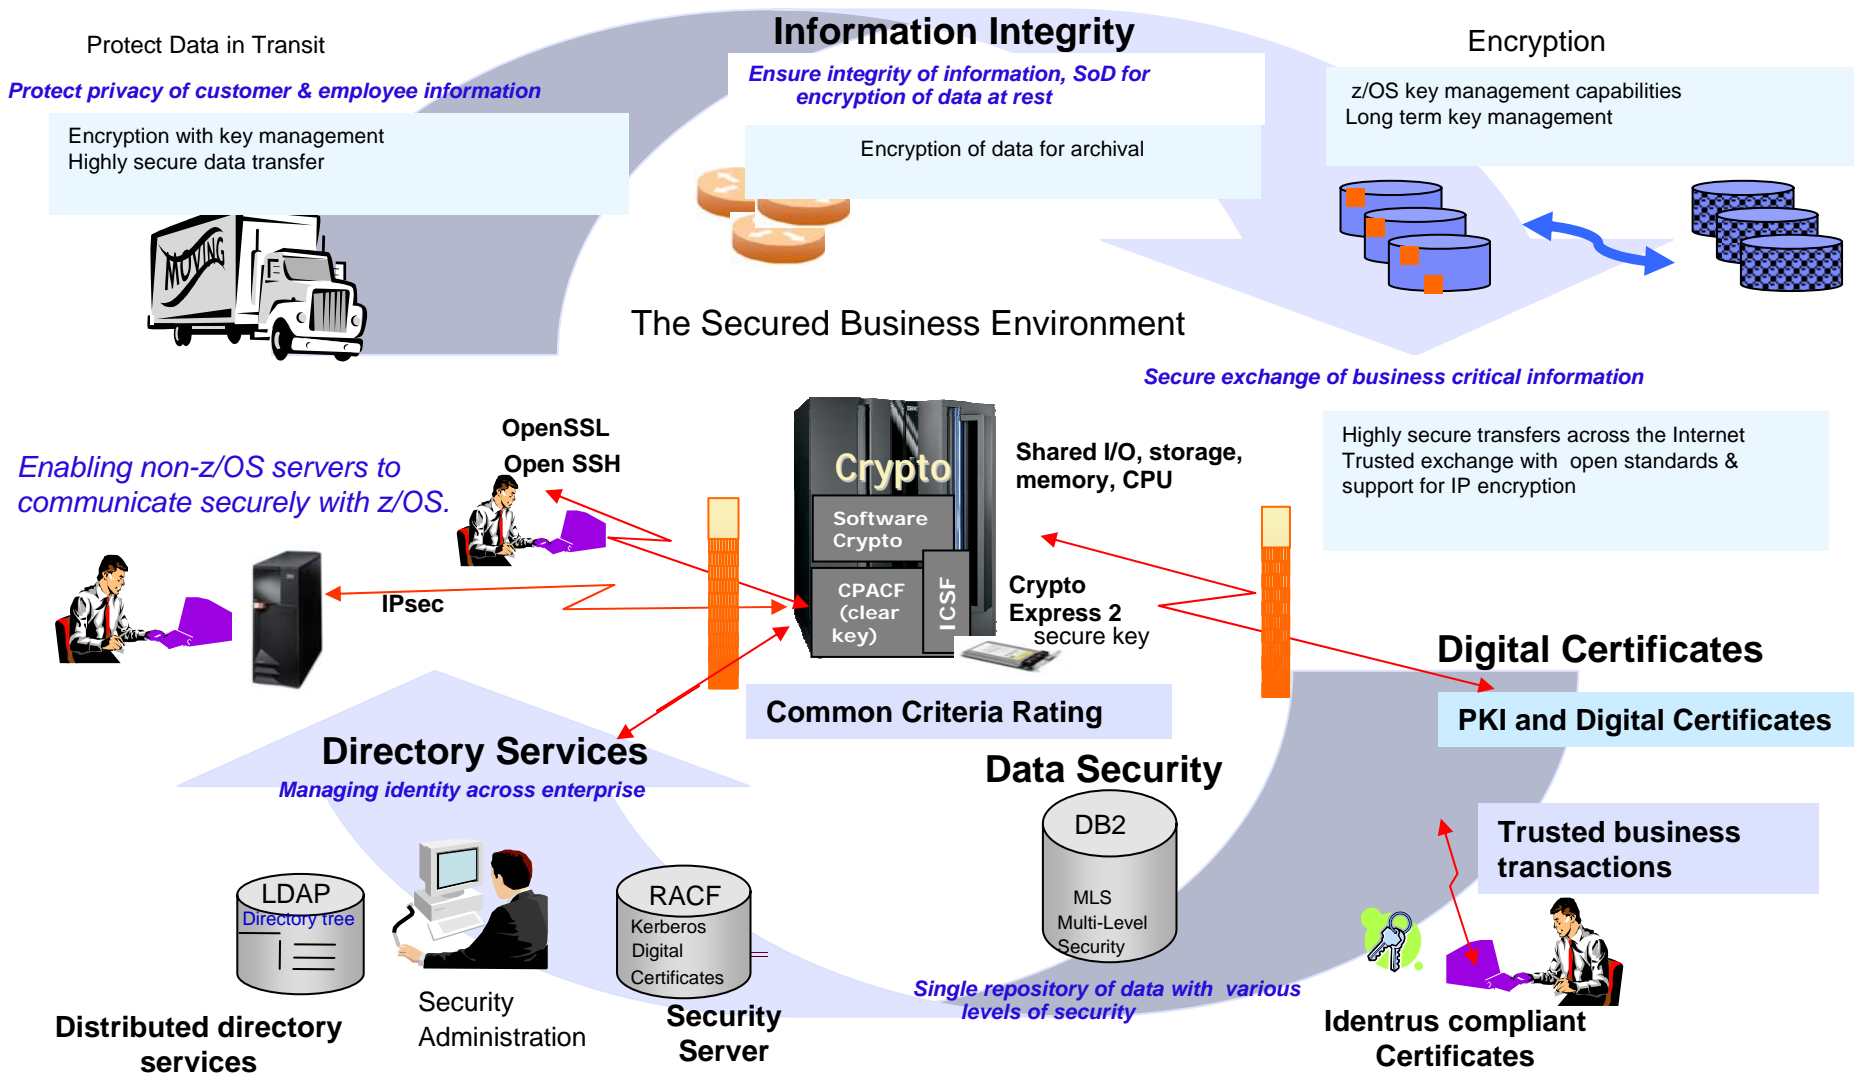 Information Integrity
Protect Data in Transit
Encryption
Protect privacy of customer & employee information
Ensure integrity of information, SoD for
encryption of data at rest
z/OS key management capabilities
Long term key management
Encryption with key management
Highly secure data transfer
Encryption of data for archival
MOVING
The Secured Business Environment
Secure exchange of business critical information
OpenSSL
Open SSH
Enabling non-z/OS servers to
communicate securely with z/OS.
Crypto
Shared I/O, storage,
memory, CPU
Highly secure transfers across the Internet
Trusted exchange with open standards &
support for IP encryption
Software
Crypto
IPsec
CPACF
(clear
key)
ICSF
Crypto
Express 2
secure key
Digital Certificates
PKI and Digital Certificates
Common Criteria Rating
Directory Services
Managing identity across enterprise
Data Security
DB2
MLS
Multi-Level
Security
Trusted business
transactions
LDAP
Directory tree
RACF
Kerberos
Digital
Certificates
Single repository of data with various
levels of security
Security
Administration
Security
Server
Distributed directory
services
Identrus compliant
Certificates